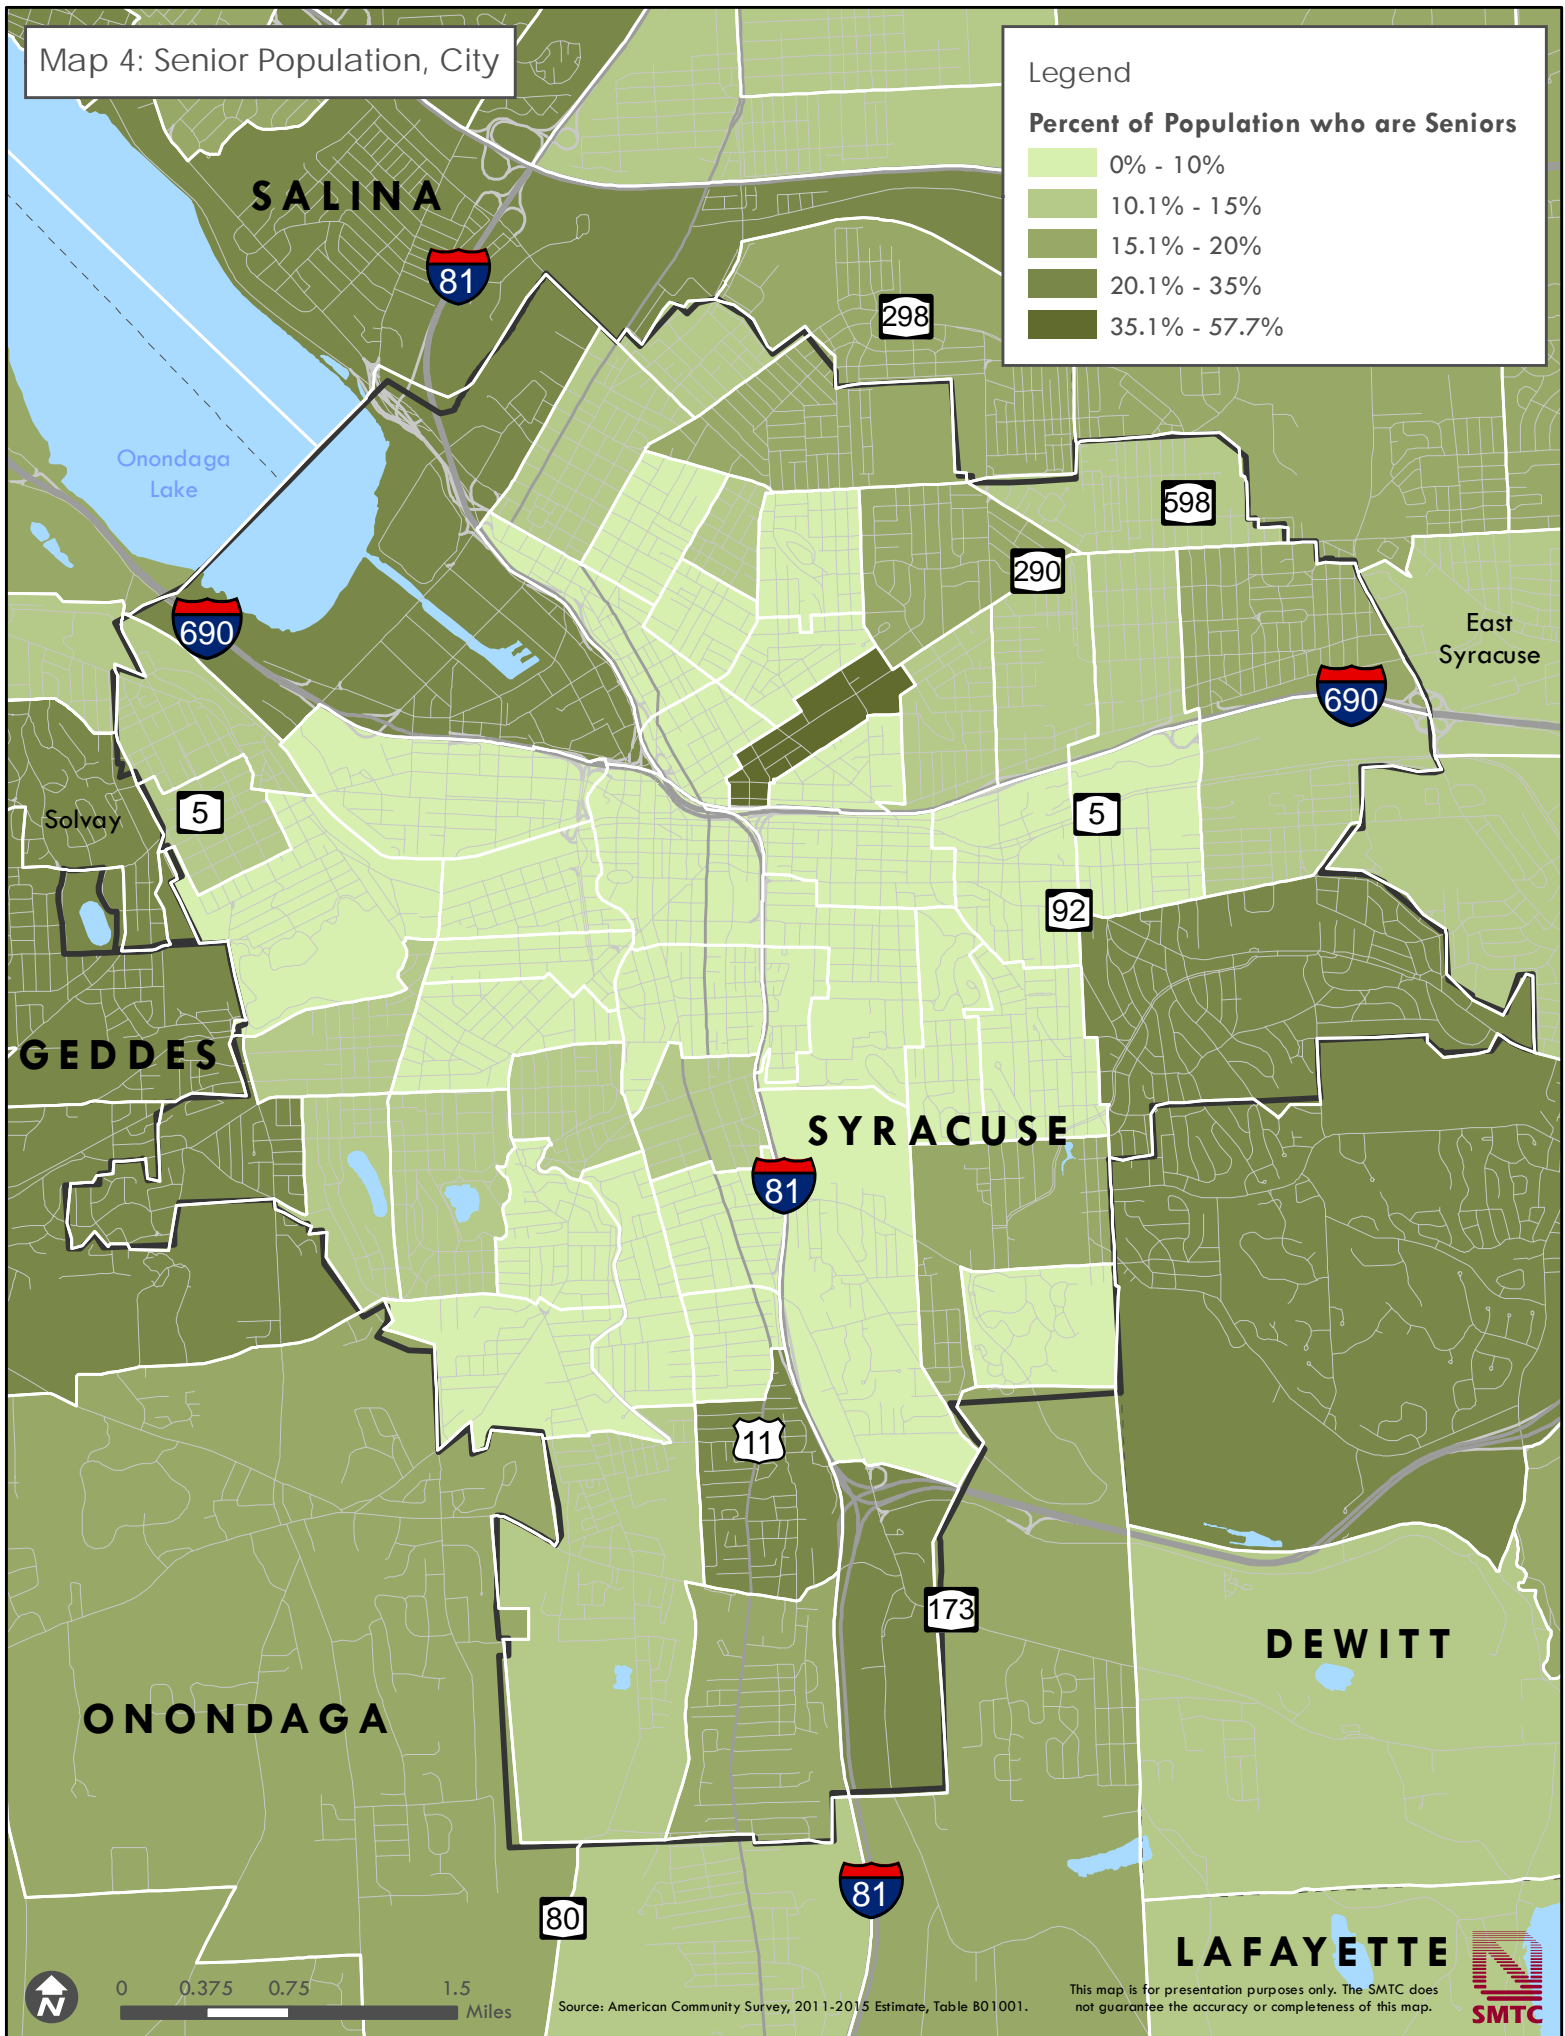 Map 4: Senior Population, City
Legend
Percent of Population who are Seniors
0% - 10%
10.1% - 15%
15.1% - 20%
20.1% - 35%
35.1% - 57.7%
SALINA
81
298
Onondaga
Lake
598
290
690
East
Syracuse
690
Solvay
5
5
92
GEDDES
SYRACUSE
81
11
173
DEWITT
ONONDAGA
81
80
LAFAYETTE
N
0 0.375 0.75 1.5
Miles
Source: American Community Survey, 2011-2015 Estimate, Table B01001.
This map is for presentation purposes only. The SMTC does
not guarantee the accuracy or completeness of this map.
SMTC